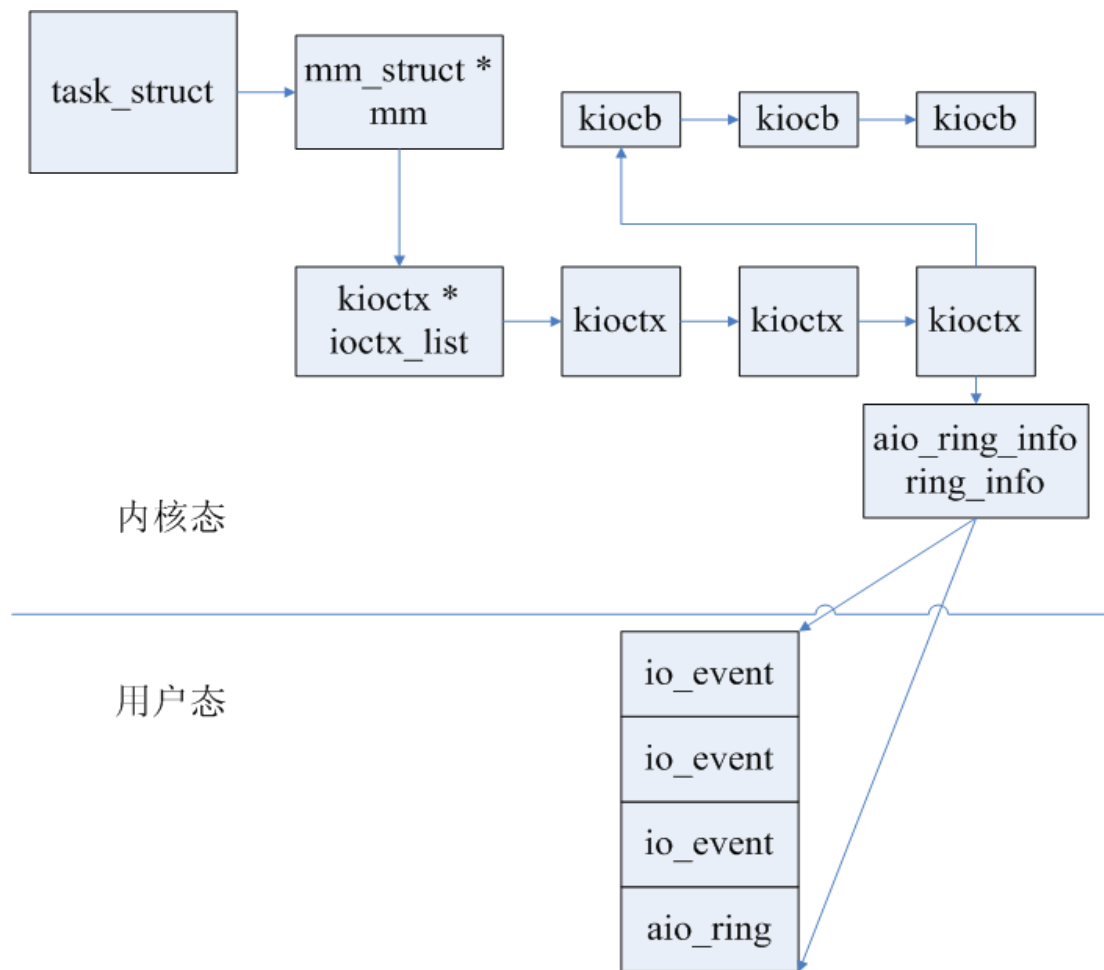 task_struct
mm_struct *
mm
kiocb
kiocb
kiocb
kioctx *
ioctx_list
kioctx
kioctx
kioctx
aio_ring_info
ring_info
内核态
用户态
io_event
io_event
io_event
aio_ring